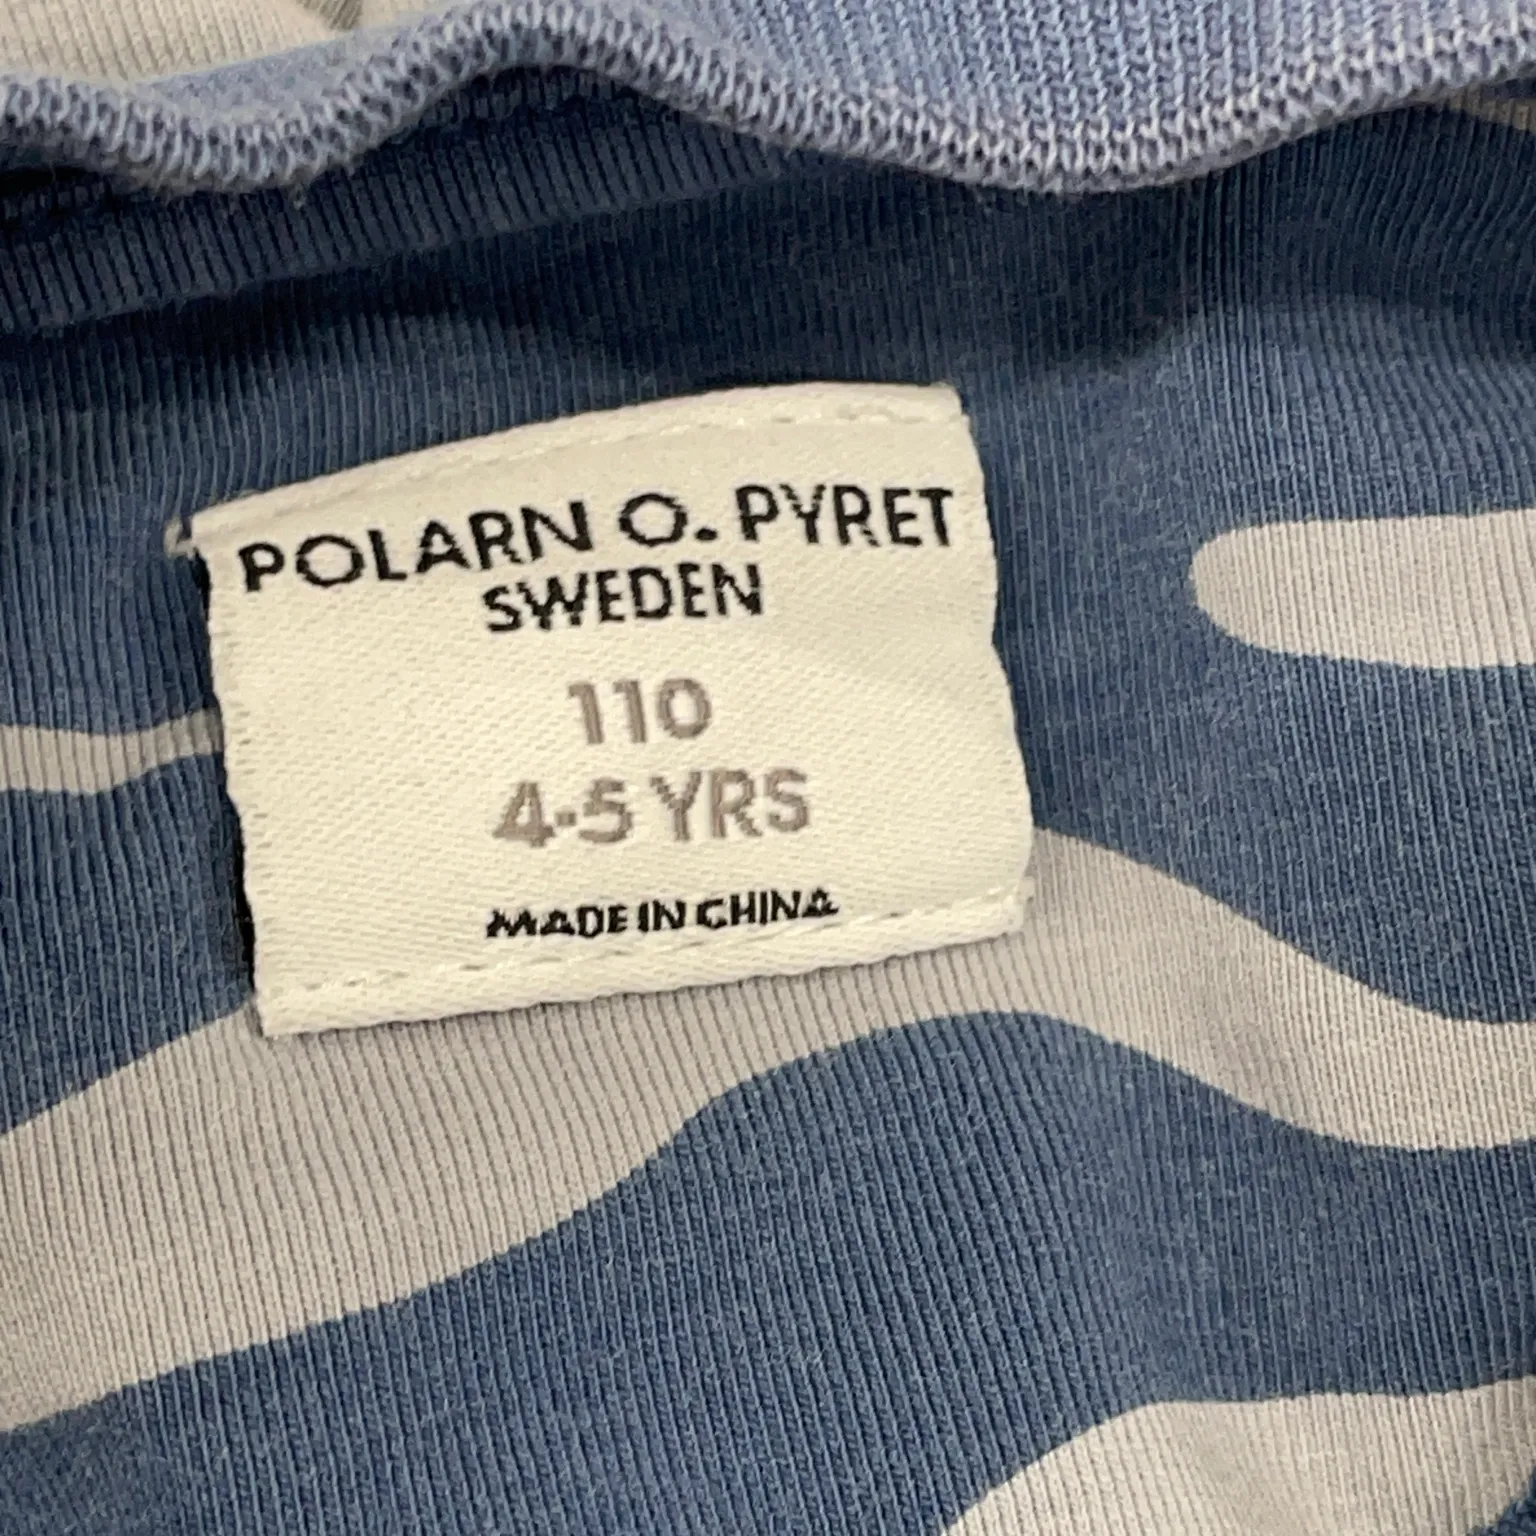 POLARN O. PYRET
SWEDEN
110
4-5 YRS
MADE IN CHINA